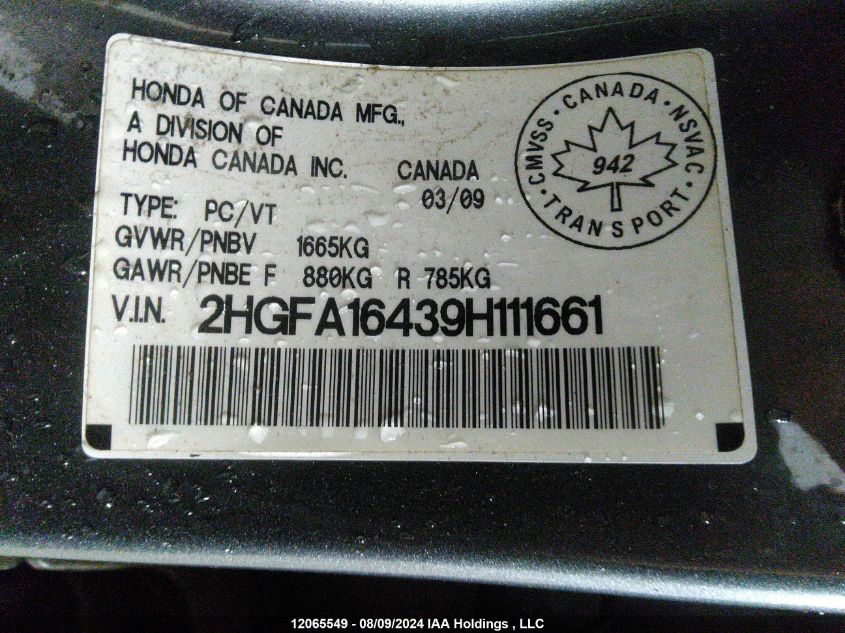 HONDA OF CANADA MFG.,
A DIVISION OF
HONDA CANADA INC. CANADA
03/09
TYPE: PC/VT
GVWR/PNBV 1665KG
GAWR/PNBE F 880KG R 785KG
V.I.N. 2HGFA16439H111661
CMVSS · CANADA · NSVAC · TRANSPORT ·
942
12065549 - 08/09/2024 IAA Holdings , LLC